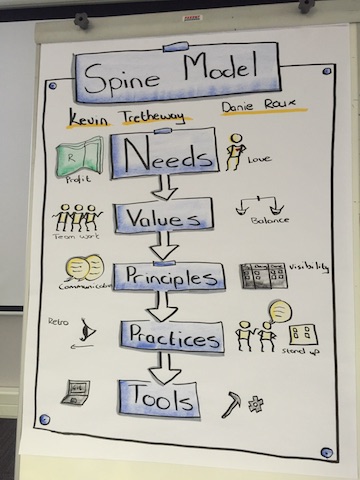 Spine Model
Kevin Tretheway
Danie Roux
R
Profit
Needs
Love
Team Work
Values
Balance
Communication
Principles
Visibility
Retro
Practices
Stand up
Tools